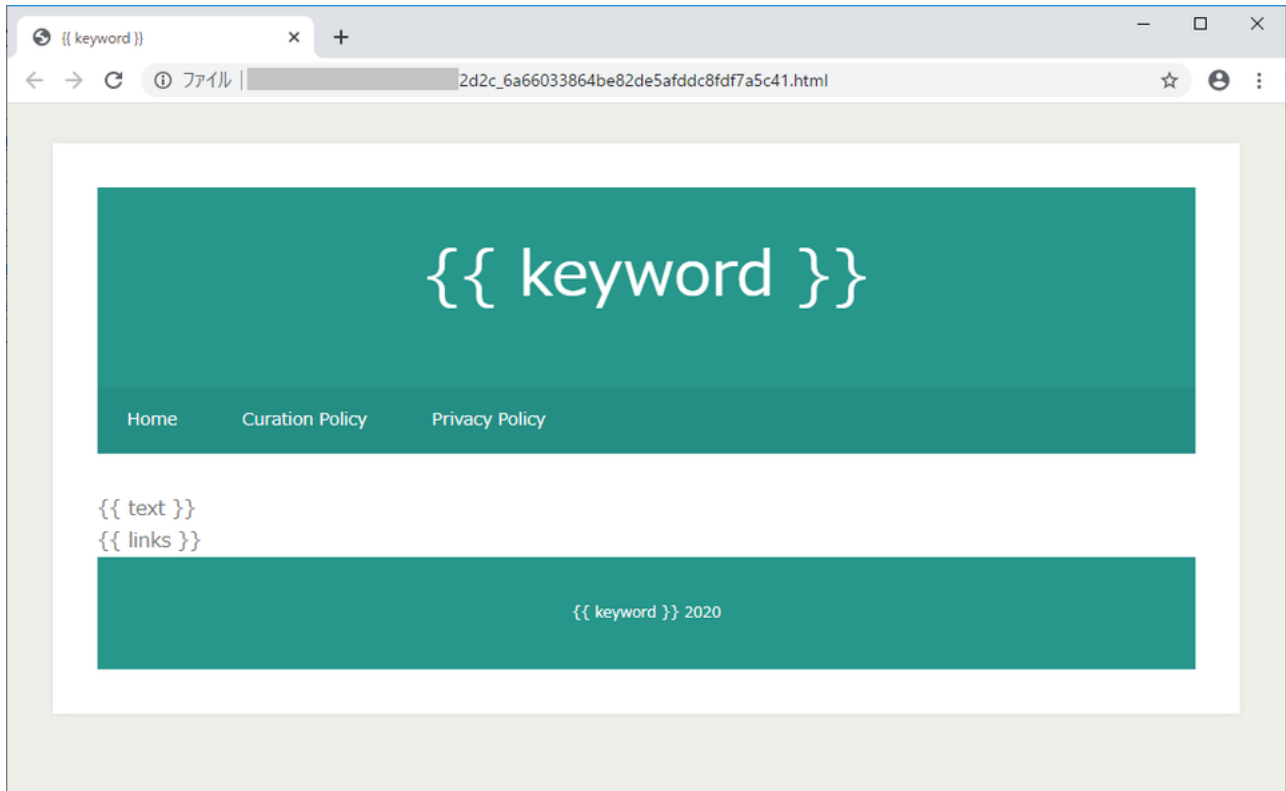 {{ keyword }}
ファイル | 2d2c_6a66033864be82de5afddc8fdf7a5c41.html
{{ keyword }}
Home Curation Policy Privacy Policy
{{ text }}
{{ links }}
{{ keyword }} 2020